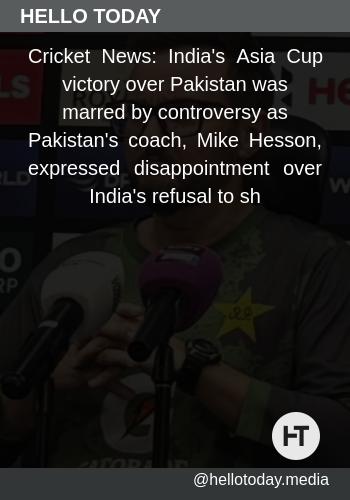 HELLO TODAY
Cricket News: India's Asia Cup
victory over Pakistan was
marred by controversy as
Pakistan's coach, Mike Hesson,
expressed disappointment over
India's refusal to sh
HT
@hellotoday.media